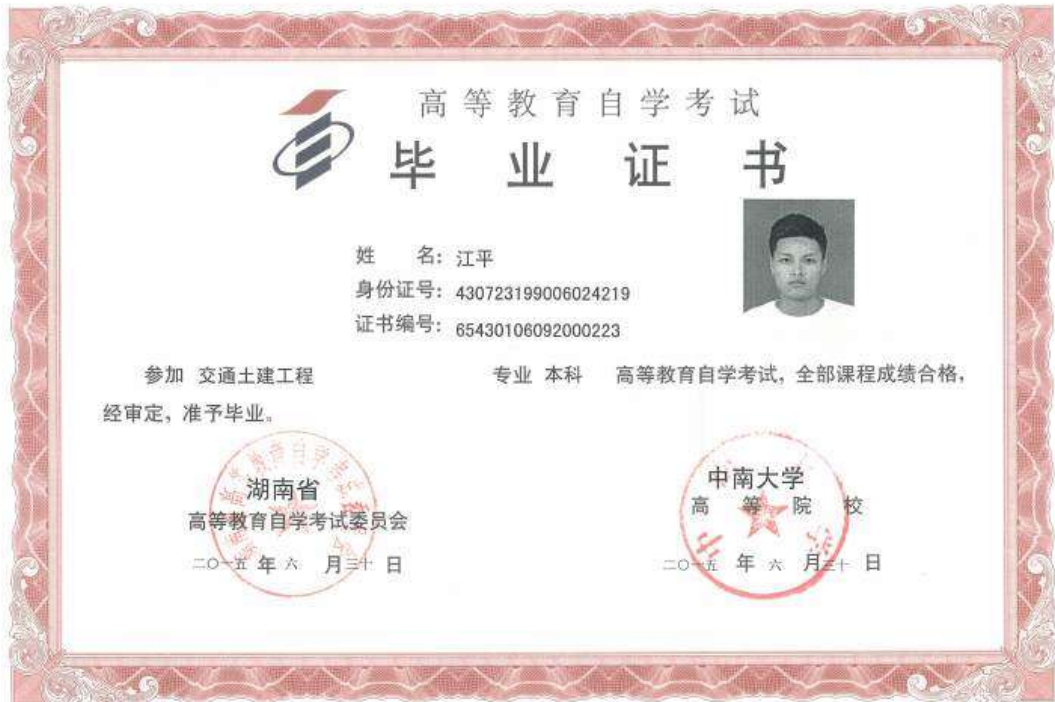 高等教育自学考试
毕业证书
姓 名：江平
身份证号：430723199006024219
证书编号：65430106092000223
参加 交通土建工程 专业 本科 高等教育自学考试，全部课程成绩合格，
经审定，准予毕业。
湖南省
高等教育自学考试委员会
二〇一五 年 六 月 三十 日
中南大学
高等院校
二〇一五 年 六 月 三十 日